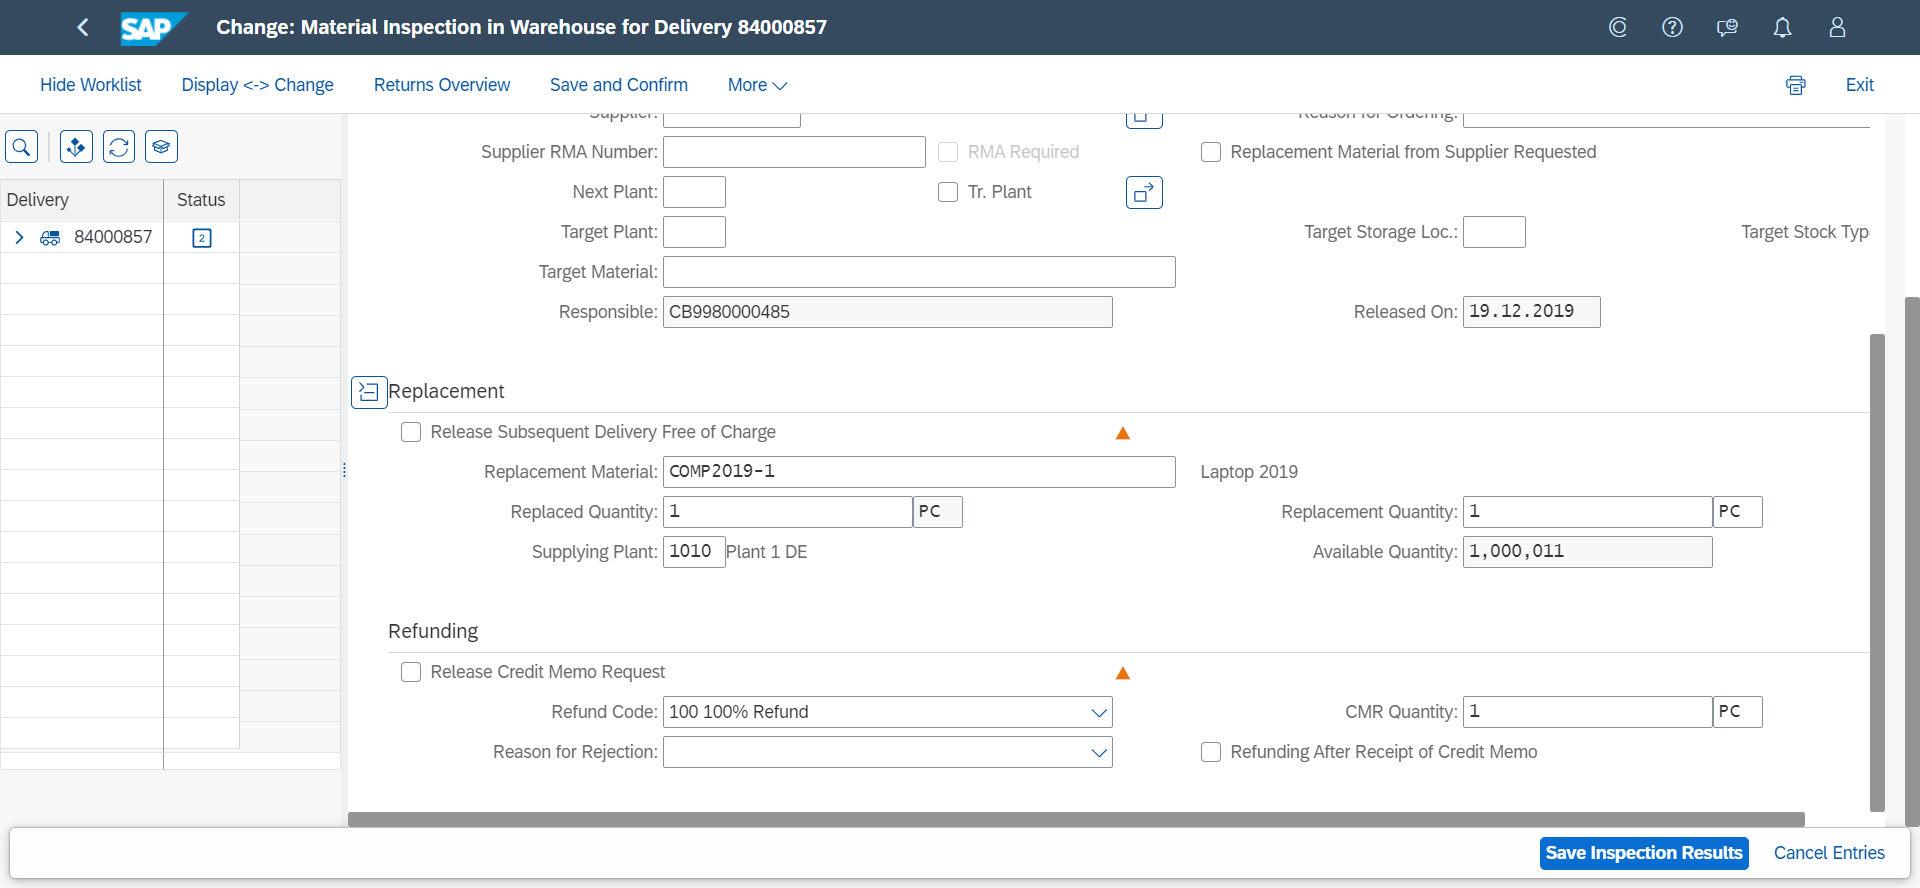 SAP Change: Material Inspection in Warehouse for Delivery 84000857
Hide Worklist Display <-> Change Returns Overview Save and Confirm More Exit
Supplier: Reason for Ordering:
Supplier RMA Number: RMA Required Replacement Material from Supplier Requested
Delivery Status
Next Plant: Tr. Plant
84000857 2
Target Plant: Target Storage Loc.: Target Stock Typ
Target Material:
Responsible: CB9980000485 Released On: 19.12.2019
Replacement
Release Subsequent Delivery Free of Charge
Replacement Material: COMP2019-1 Laptop 2019
Replaced Quantity: 1 PC Replacement Quantity: 1 PC
Supplying Plant: 1010 Plant 1 DE Available Quantity: 1,000,011
Refunding
Release Credit Memo Request
Refund Code: 100 100% Refund CMR Quantity: 1 PC
Reason for Rejection: Refunding After Receipt of Credit Memo
Save Inspection Results Cancel Entries